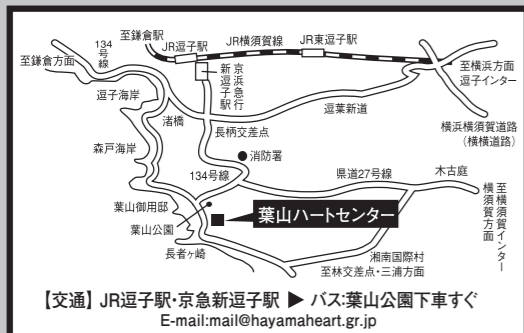 至鎌倉駅
134号線
至鎌倉方面
JR逗子駅
JR横須賀線
JR東逗子駅
至横浜方面
逗子インター
京浜急行
新逗子駅
逗子海岸
渚橋
逗葉新道
長柄交差点
横浜横須賀道路
(横横道路)
森戸海岸
消防署
134号線
県道27号線
木古庭
至横須賀インター
横須賀方面
葉山御用邸
葉山公園
葉山ハートセンター
長者ヶ崎
湘南国際村
至林交差点・三浦方面
【交通】JR逗子駅・京急新逗子駅 ▶ バス:葉山公園下車すぐ
E-mail:mail@hayamaheart.gr.jp